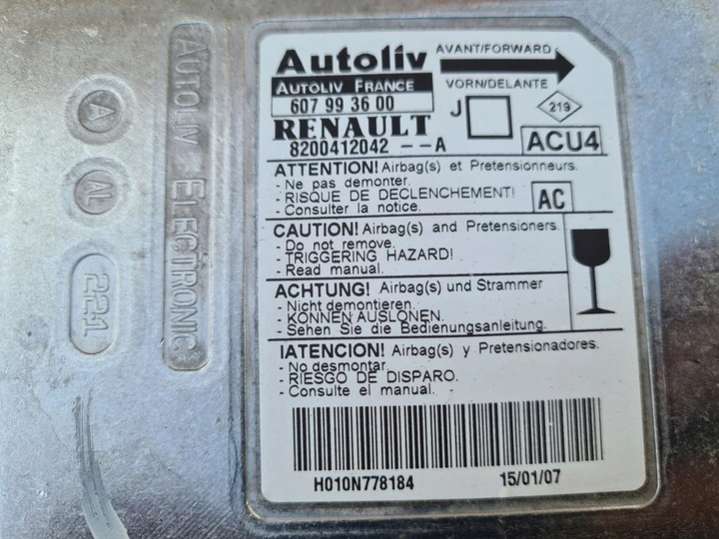 AUTOLIV ELECTRONIC
A
AL
221
Autoliv
AUTOLIV FRANCE
607 99 36 00
RENAULT
8200412042 --A
AVANT/FORWARD
VORN/DELANTE
J
219
ACU4
ATTENTION! Airbag(s) et Pretensionneurs.
- Ne pas demonter.
- RISQUE DE DECLENCHEMENT!
- Consulter la notice.
AC
CAUTION! Airbag(s) and Pretensioners.
- Do not remove.
- TRIGGERING HAZARD!
- Read manual.
ACHTUNG! Airbag(s) und Strammer
- Nicht demontieren.
- KONNEN AUSLONEN.
- Sehen Sie die Bedienungsanleitung.
IATENCION! Airbag(s) y Pretensionadores.
- No desmontar.
- RIESGO DE DISPARO.
- Consulte el manual.
H010N778184
15/01/07